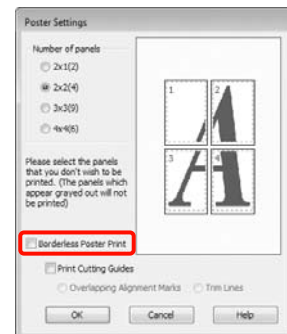 Poster Settings
Number of panels
2x1(2)
2x2(4)
3x3(9)
4x4(6)
1
2
3
4
Please select the panels
that you don't wish to be
printed. (The panels which
appear grayed out will not
be printed)
Borderless Poster Print
Print Cutting Guides
Overlapping Alignment Marks
Trim Lines
OK
Cancel
Help